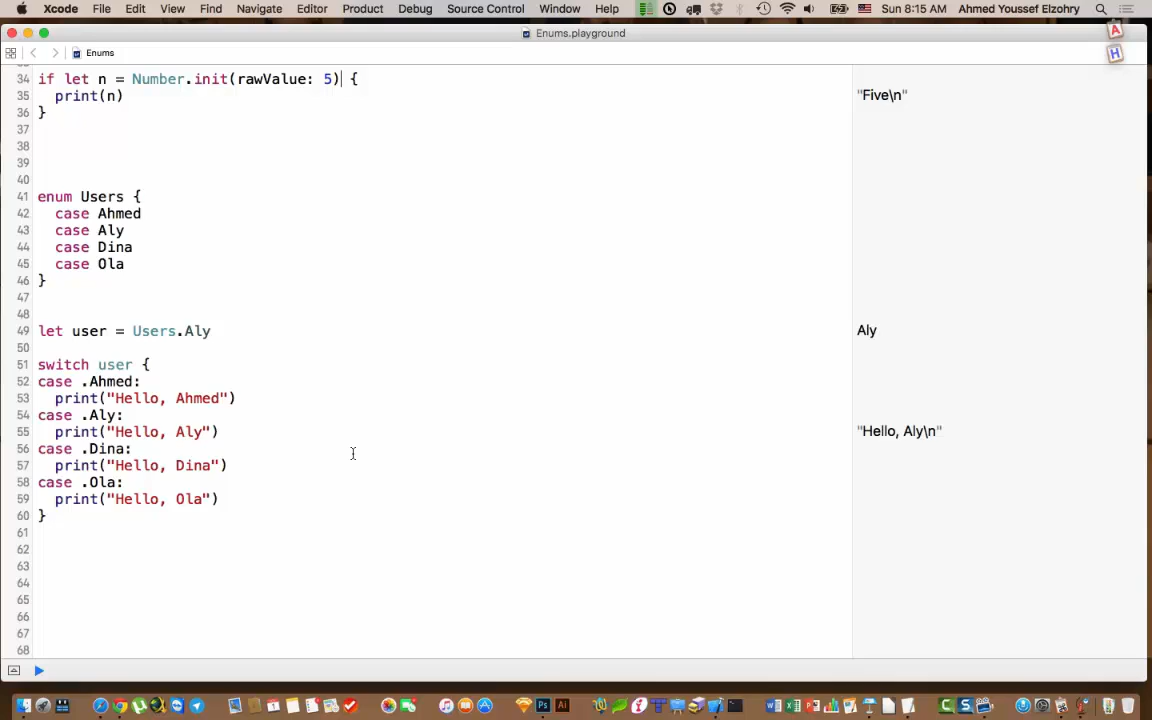 Xcode File Edit View Find Navigate Editor Product Debug Source Control Window Help Sun 8:15 AM Ahmed Youssef Elzohry
Enums.playground
A
Enums
H
34 if let n = Number.init(rawValue: 5) {
35 print(n) "Five\n"
36 }
37
38
39
40
41 enum Users {
42 case Ahmed
43 case Aly
44 case Dina
45 case Ola
46 }
47
48
49 let user = Users.Aly Aly
50
51 switch user {
52 case .Ahmed:
53 print("Hello, Ahmed")
54 case .Aly:
55 print("Hello, Aly") "Hello, Aly\n"
56 case .Dina:
57 print("Hello, Dina")
58 case .Ola:
59 print("Hello, Ola")
60 }
61
62
63
64
65
66
67
68